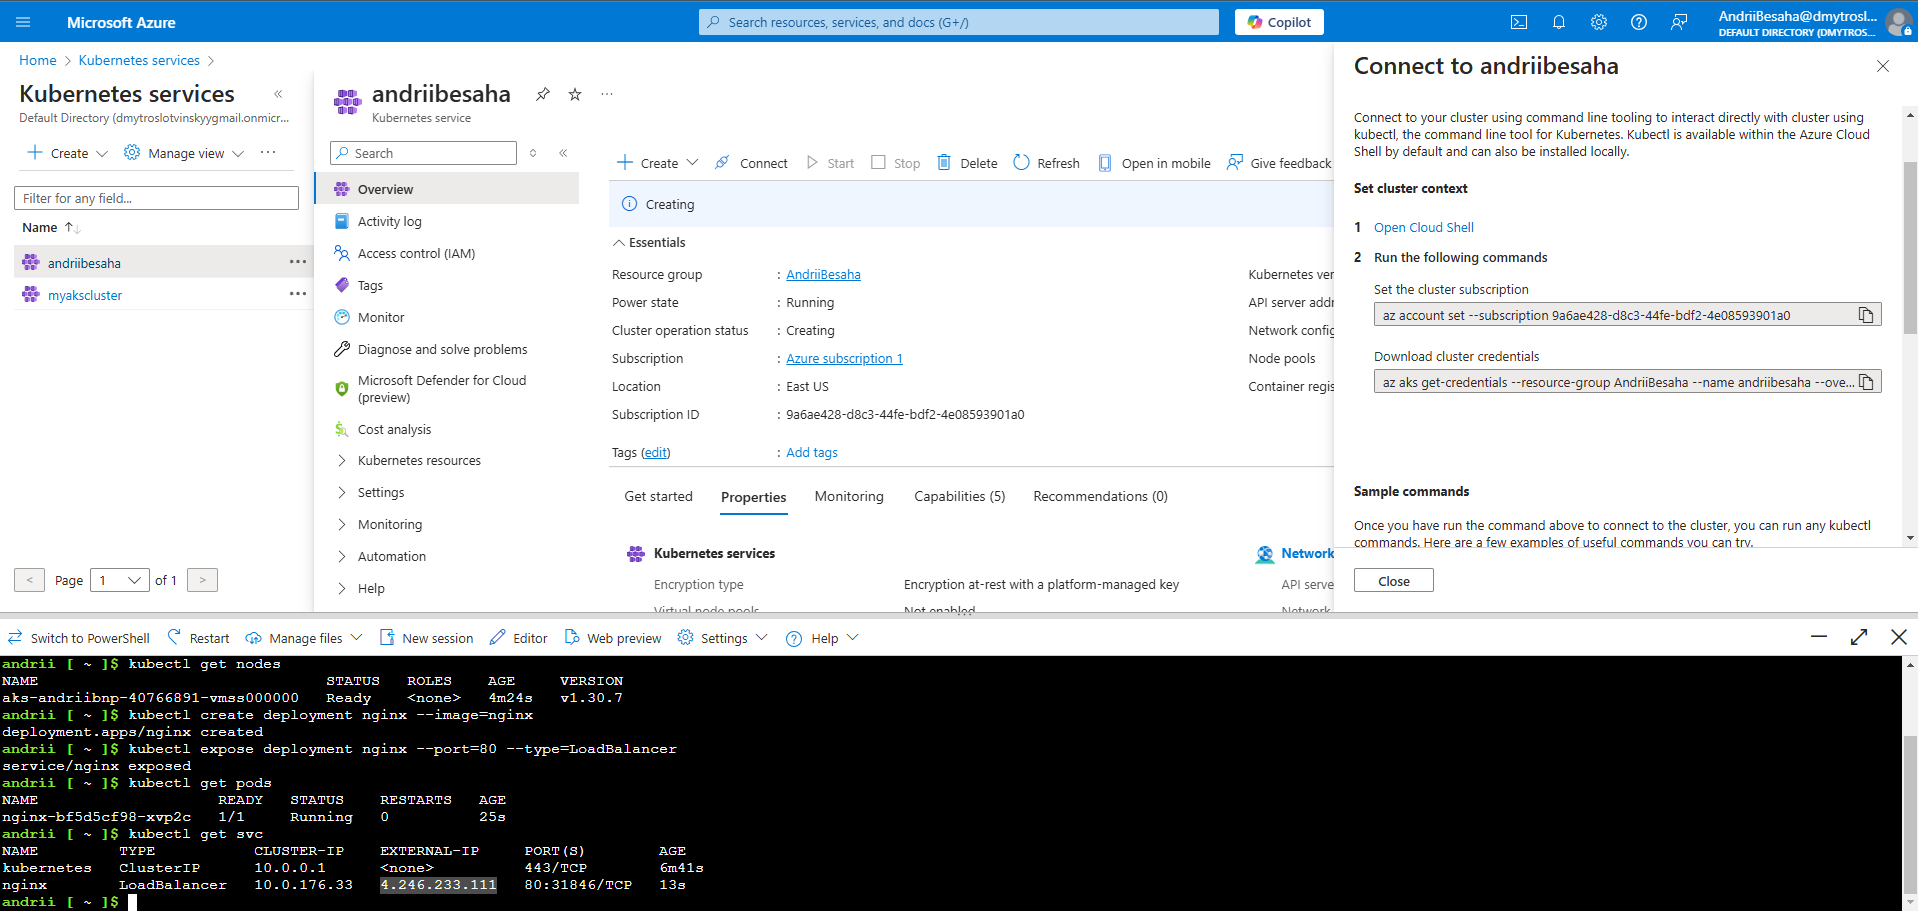 Microsoft Azure
Search resources, services, and docs (G+/)
Copilot
AndriiBesaha@dmytrosl...
DEFAULT DIRECTORY (DMYTROS...
Home > Kubernetes services >
Kubernetes services
Default Directory (dmytroslotvinskyygmail.onmicr...
Create
Manage view
Filter for any field...
Name
andriibesaha
myakscluster
< Page 1 of 1 >
andriibesaha
Kubernetes service
Search
Overview
Activity log
Access control (IAM)
Tags
Monitor
Diagnose and solve problems
Microsoft Defender for Cloud
(preview)
Cost analysis
Kubernetes resources
Settings
Monitoring
Automation
Help
Create Connect Start Stop Delete Refresh Open in mobile Give feedback
Creating
Essentials
Resource group : AndriiBesaha
Power state : Running
Cluster operation status : Creating
Subscription : Azure subscription 1
Location : East US
Subscription ID : 9a6ae428-d8c3-44fe-bdf2-4e08593901a0
Tags (edit) : Add tags
Kubernetes ver
API server addr
Network config
Node pools
Container regis
Get started Properties Monitoring Capabilities (5) Recommendations (0)
Kubernetes services
Encryption type Encryption at-rest with a platform-managed key
Virtual node pools Not enabled
Network
API serve
Network
Connect to andriibesaha
Connect to your cluster using command line tooling to interact directly with cluster using
kubectl, the command line tool for Kubernetes. Kubectl is available within the Azure Cloud
Shell by default and can also be installed locally.
Set cluster context
1 Open Cloud Shell
2 Run the following commands
Set the cluster subscription
az account set --subscription 9a6ae428-d8c3-44fe-bdf2-4e08593901a0
Download cluster credentials
az aks get-credentials --resource-group AndriiBesaha --name andriibesaha --ove...
Sample commands
Once you have run the command above to connect to the cluster, you can run any kubectl
commands. Here are a few examples of useful commands you can try.
Close
Switch to PowerShell Restart Manage files New session Editor Web preview Settings Help
andrii [ ~ ]$ kubectl get nodes
NAME STATUS ROLES AGE VERSION
aks-andriibnp-40766891-vmss000000 Ready <none> 4m24s v1.30.7
andrii [ ~ ]$ kubectl create deployment nginx --image=nginx
deployment.apps/nginx created
andrii [ ~ ]$ kubectl expose deployment nginx --port=80 --type=LoadBalancer
service/nginx exposed
andrii [ ~ ]$ kubectl get pods
NAME READY STATUS RESTARTS AGE
nginx-bf5d5cf98-xvp2c 1/1 Running 0 25s
andrii [ ~ ]$ kubectl get svc
NAME TYPE CLUSTER-IP EXTERNAL-IP PORT(S) AGE
kubernetes ClusterIP 10.0.0.1 <none> 443/TCP 6m41s
nginx LoadBalancer 10.0.176.33 4.246.233.111 80:31846/TCP 13s
andrii [ ~ ]$